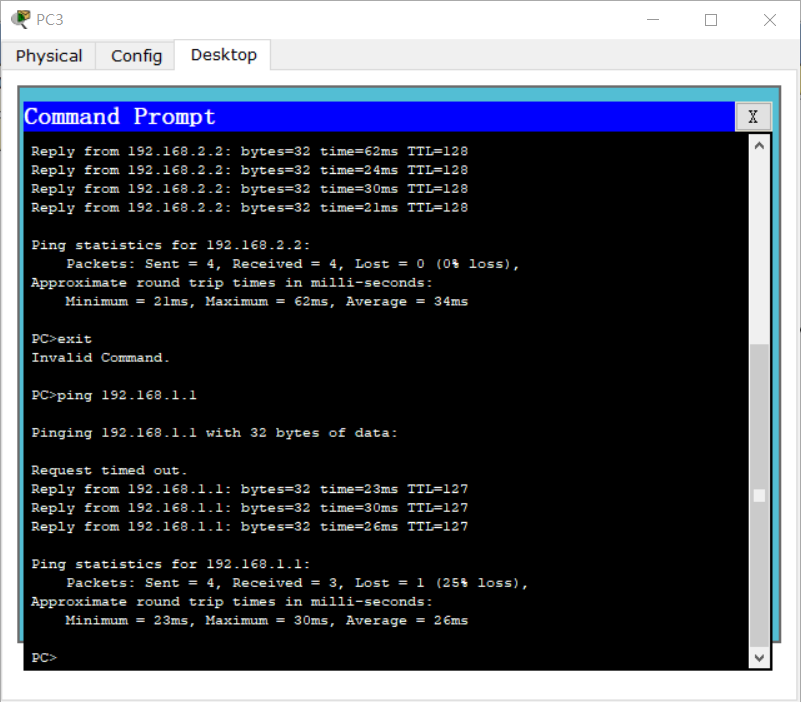 PC3
Physical Config Desktop
Command Prompt X
Reply from 192.168.2.2: bytes=32 time=62ms TTL=128
Reply from 192.168.2.2: bytes=32 time=24ms TTL=128
Reply from 192.168.2.2: bytes=32 time=30ms TTL=128
Reply from 192.168.2.2: bytes=32 time=21ms TTL=128
Ping statistics for 192.168.2.2:
Packets: Sent = 4, Received = 4, Lost = 0 (0% loss),
Approximate round trip times in milli-seconds:
Minimum = 21ms, Maximum = 62ms, Average = 34ms
PC>exit
Invalid Command.
PC>ping 192.168.1.1
Pinging 192.168.1.1 with 32 bytes of data:
Request timed out.
Reply from 192.168.1.1: bytes=32 time=23ms TTL=127
Reply from 192.168.1.1: bytes=32 time=30ms TTL=127
Reply from 192.168.1.1: bytes=32 time=26ms TTL=127
Ping statistics for 192.168.1.1:
Packets: Sent = 4, Received = 3, Lost = 1 (25% loss),
Approximate round trip times in milli-seconds:
Minimum = 23ms, Maximum = 30ms, Average = 26ms
PC>